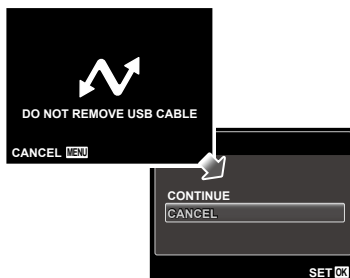 DO NOT REMOVE USB CABLE
CANCEL MENU
CONTINUE
CANCEL
SET OK